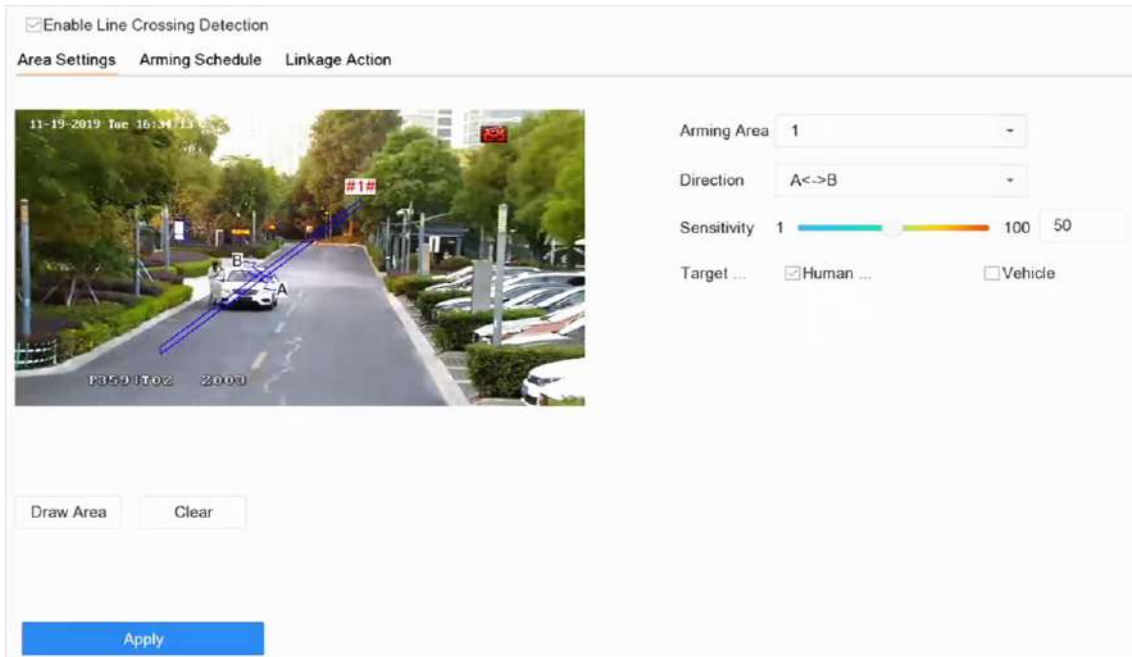 Enable Line Crossing Detection
Area Settings Arming Schedule Linkage Action
11-19-2019 Tue 16:34:13
#1#
B
A
2000
Arming Area 1
Direction A<->B
Sensitivity 1 100 50
Target ... Human ... Vehicle
Draw Area Clear
Apply